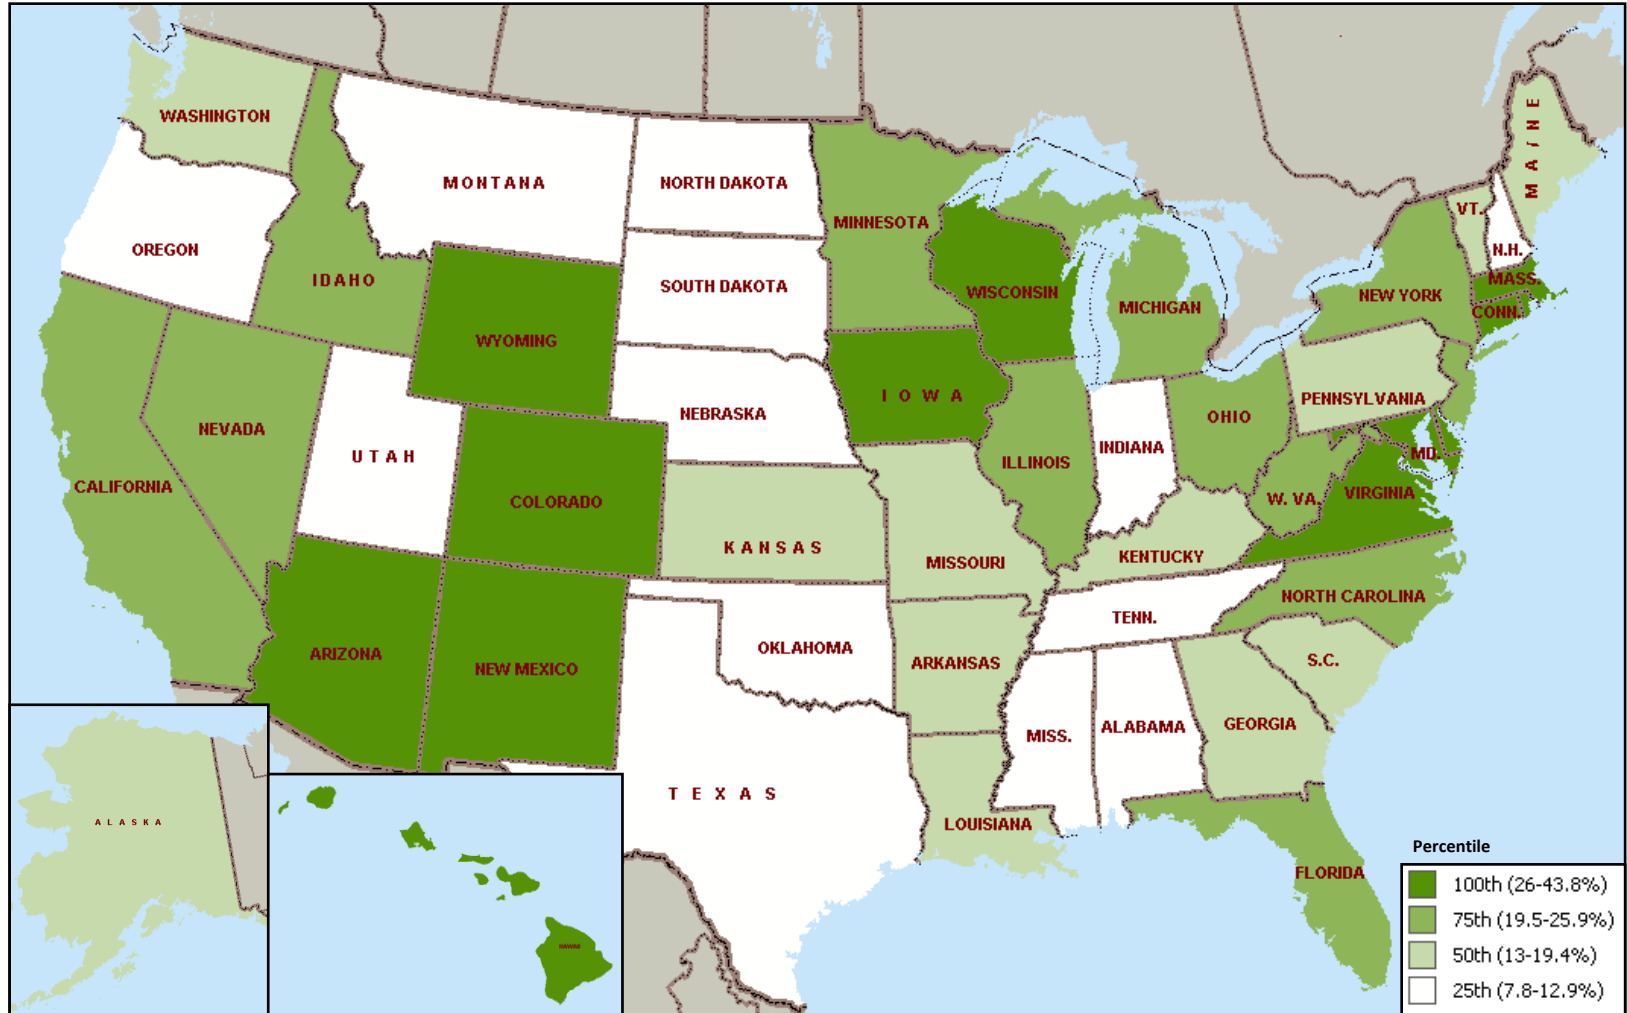 WASHINGTON
MAINE
MONTANA
NORTH DAKOTA
VT.
MINNESOTA
OREGON
N.H.
IDAHO
SOUTH DAKOTA
WISCONSIN
MASS.
NEW YORK
MICHIGAN
CONN.
WYOMING
IOWA
PENNSYLVANIA
NEBRASKA
OHIO
NEVADA
INDIANA
UTAH
MD.
ILLINOIS
CALIFORNIA
VIRGINIA
W. VA.
COLORADO
KANSAS
KENTUCKY
MISSOURI
NORTH CAROLINA
TENN.
OKLAHOMA
ARIZONA
S.C.
ARKANSAS
NEW MEXICO
GEORGIA
ALABAMA
MISS.
TEXAS
ALASKA
LOUISIANA
FLORIDA
HAWAII
Percentile
100th (26-43.8%)
75th (19.5-25.9%)
50th (13-19.4%)
25th (7.8-12.9%)